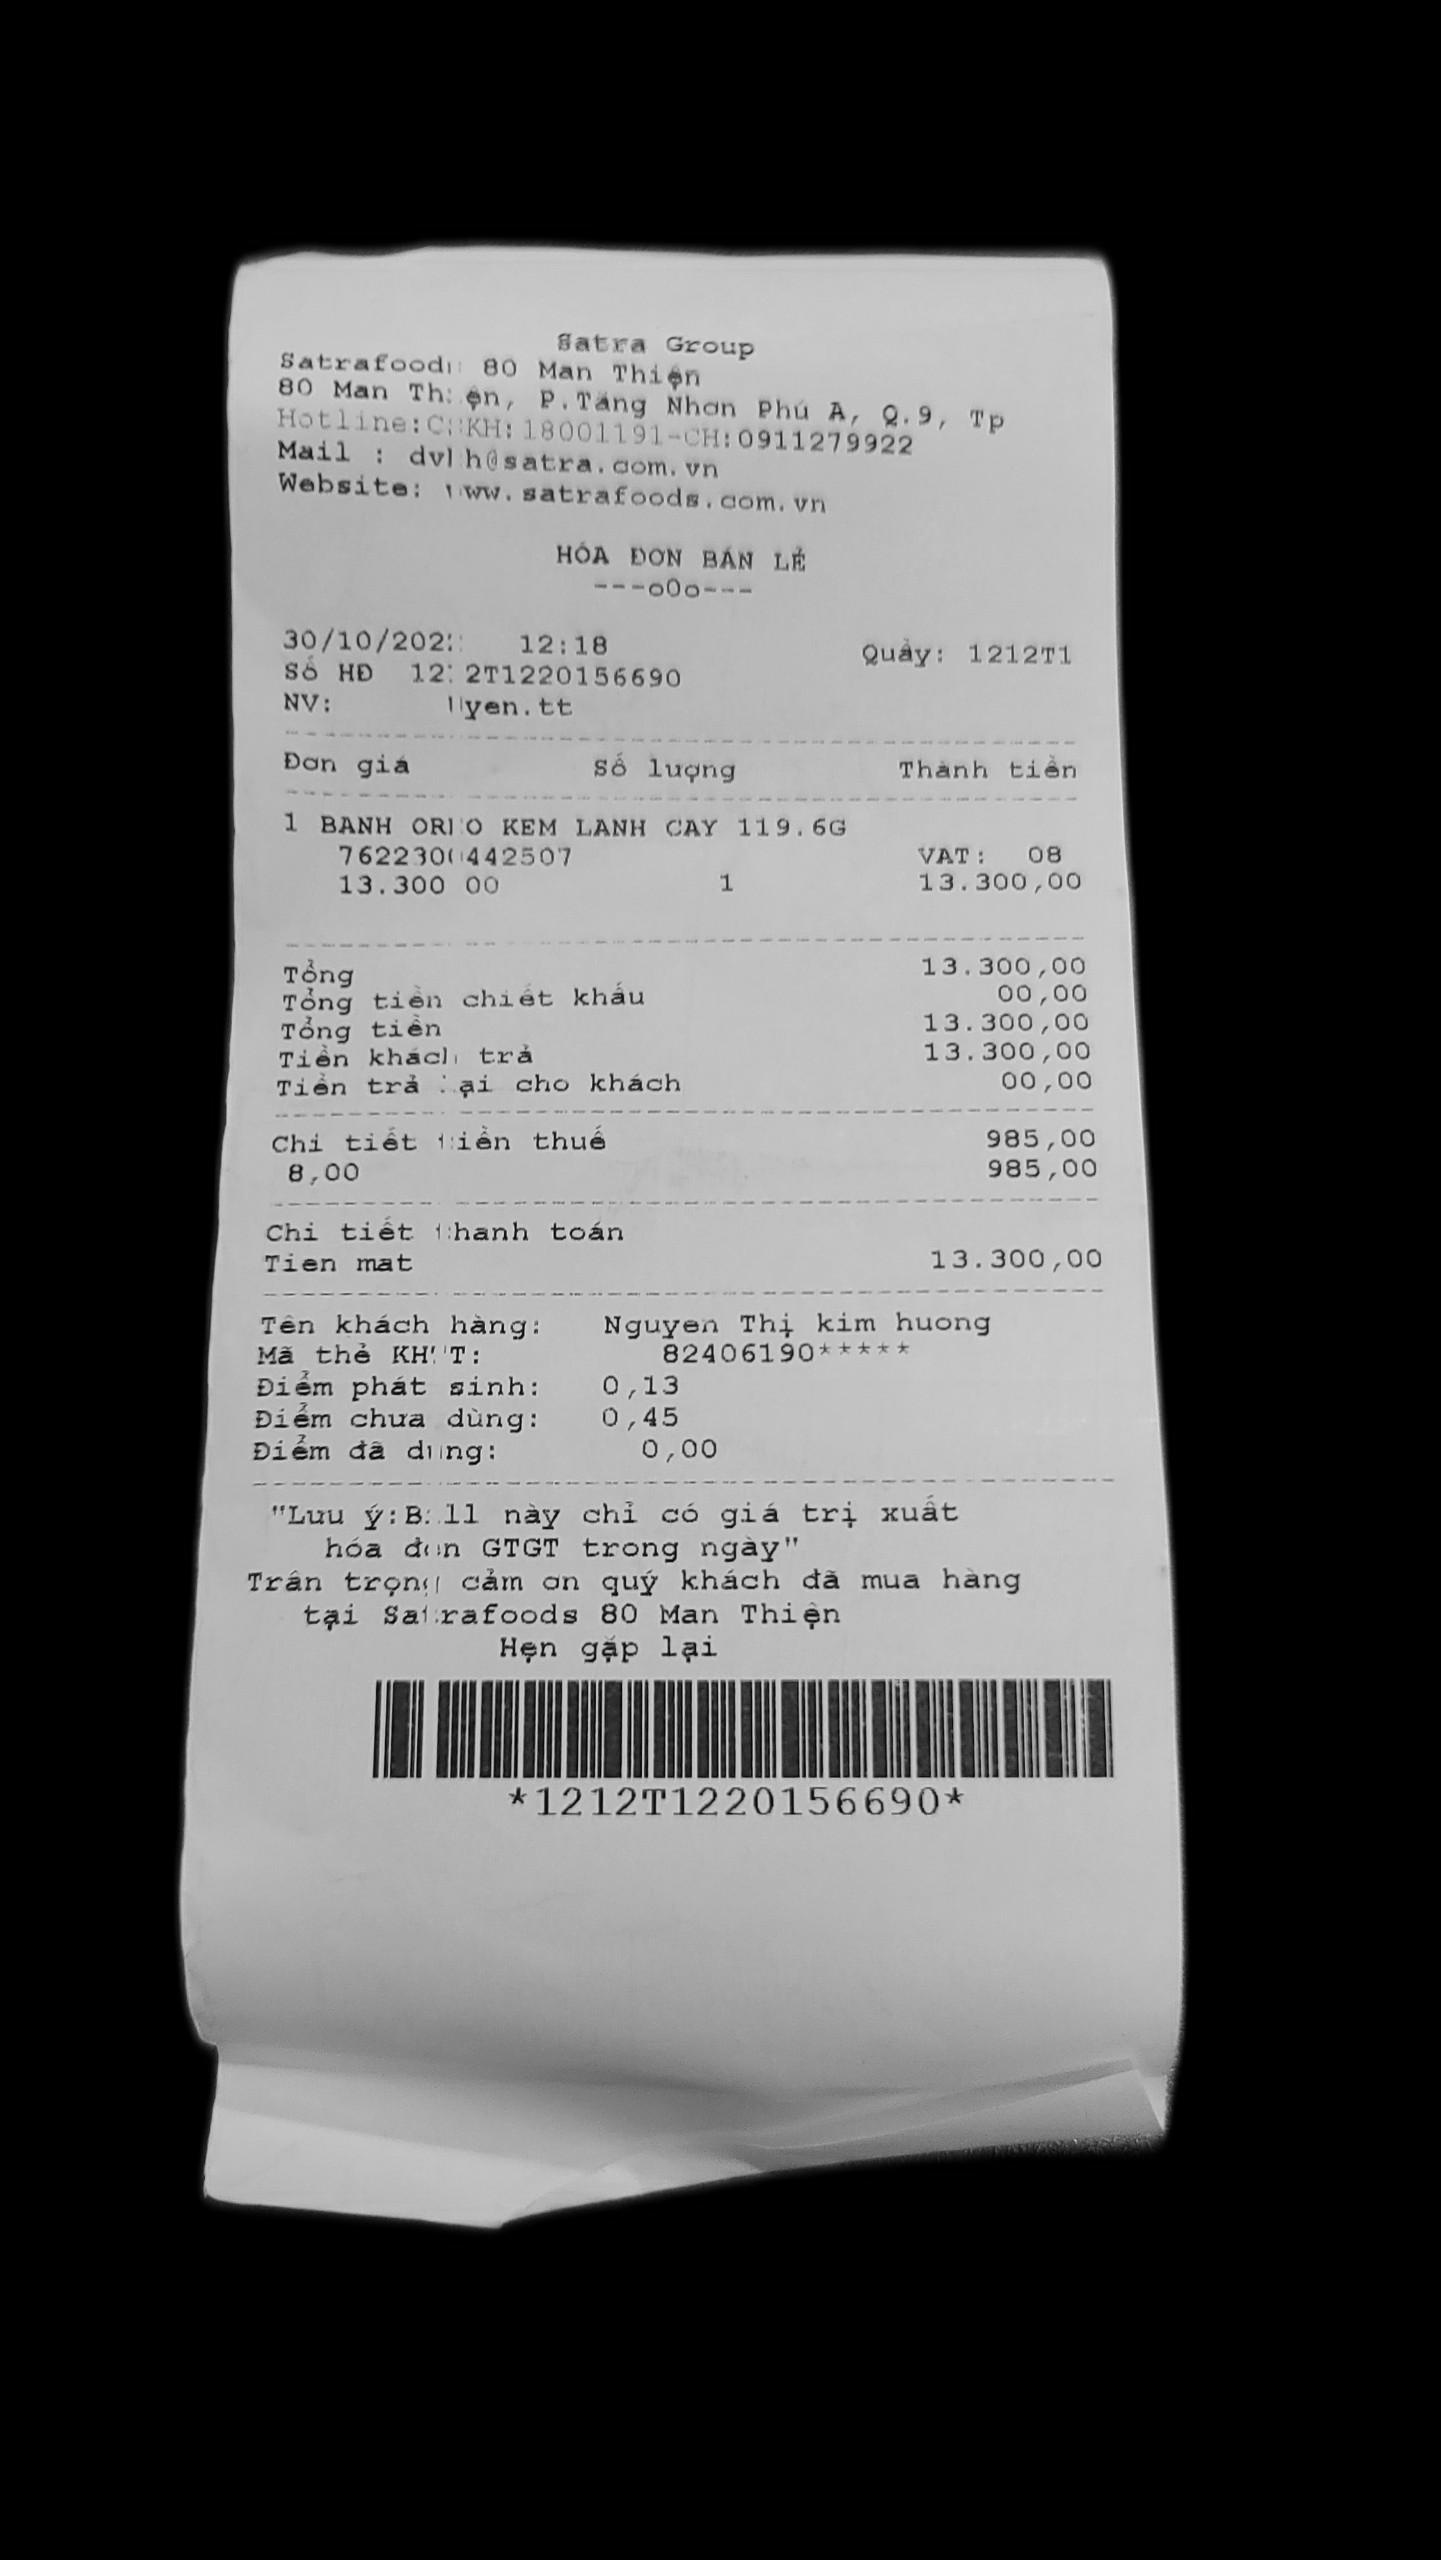 Satra Group
Satrafoods 80 Man Thiện
80 Man Thiện, P.Tăng Nhơn Phú A, Q.9, Tp
Hotline:CSKH:18001191-CH:0911279922
Mail : dvkh@satra.com.vn
Website: www.satrafoods.com.vn
HÓA ĐƠN BÁN LẺ
---oOo---
30/10/2022 12:18 Quầy: 1212T1
Số HĐ 1212T1220156690
NV: yen.tt
Đơn giá Số lượng Thành tiền
1 BANH OREO KEM LANH CAY 119.6G
7622300442507 VAT: 08
13.300 00 1 13.300,00
Tổng 13.300,00
Tổng tiền chiết khấu 00,00
Tổng tiền 13.300,00
Tiền khách trả 13.300,00
Tiền trả lại cho khách 00,00
Chi tiết tiền thuế 985,00
8,00 985,00
Chi tiết thanh toán
Tien mat 13.300,00
Tên khách hàng: Nguyen Thị kim huong
Mã thẻ KHTT: 82406190*****
Điểm phát sinh: 0,13
Điểm chưa dùng: 0,45
Điểm đã dùng: 0,00
"Lưu ý:Bill này chỉ có giá trị xuất
hóa đơn GTGT trong ngày"
Trân trọng cảm ơn quý khách đã mua hàng
tại Satrafoods 80 Man Thiện
Hẹn gặp lại
*1212T1220156690*